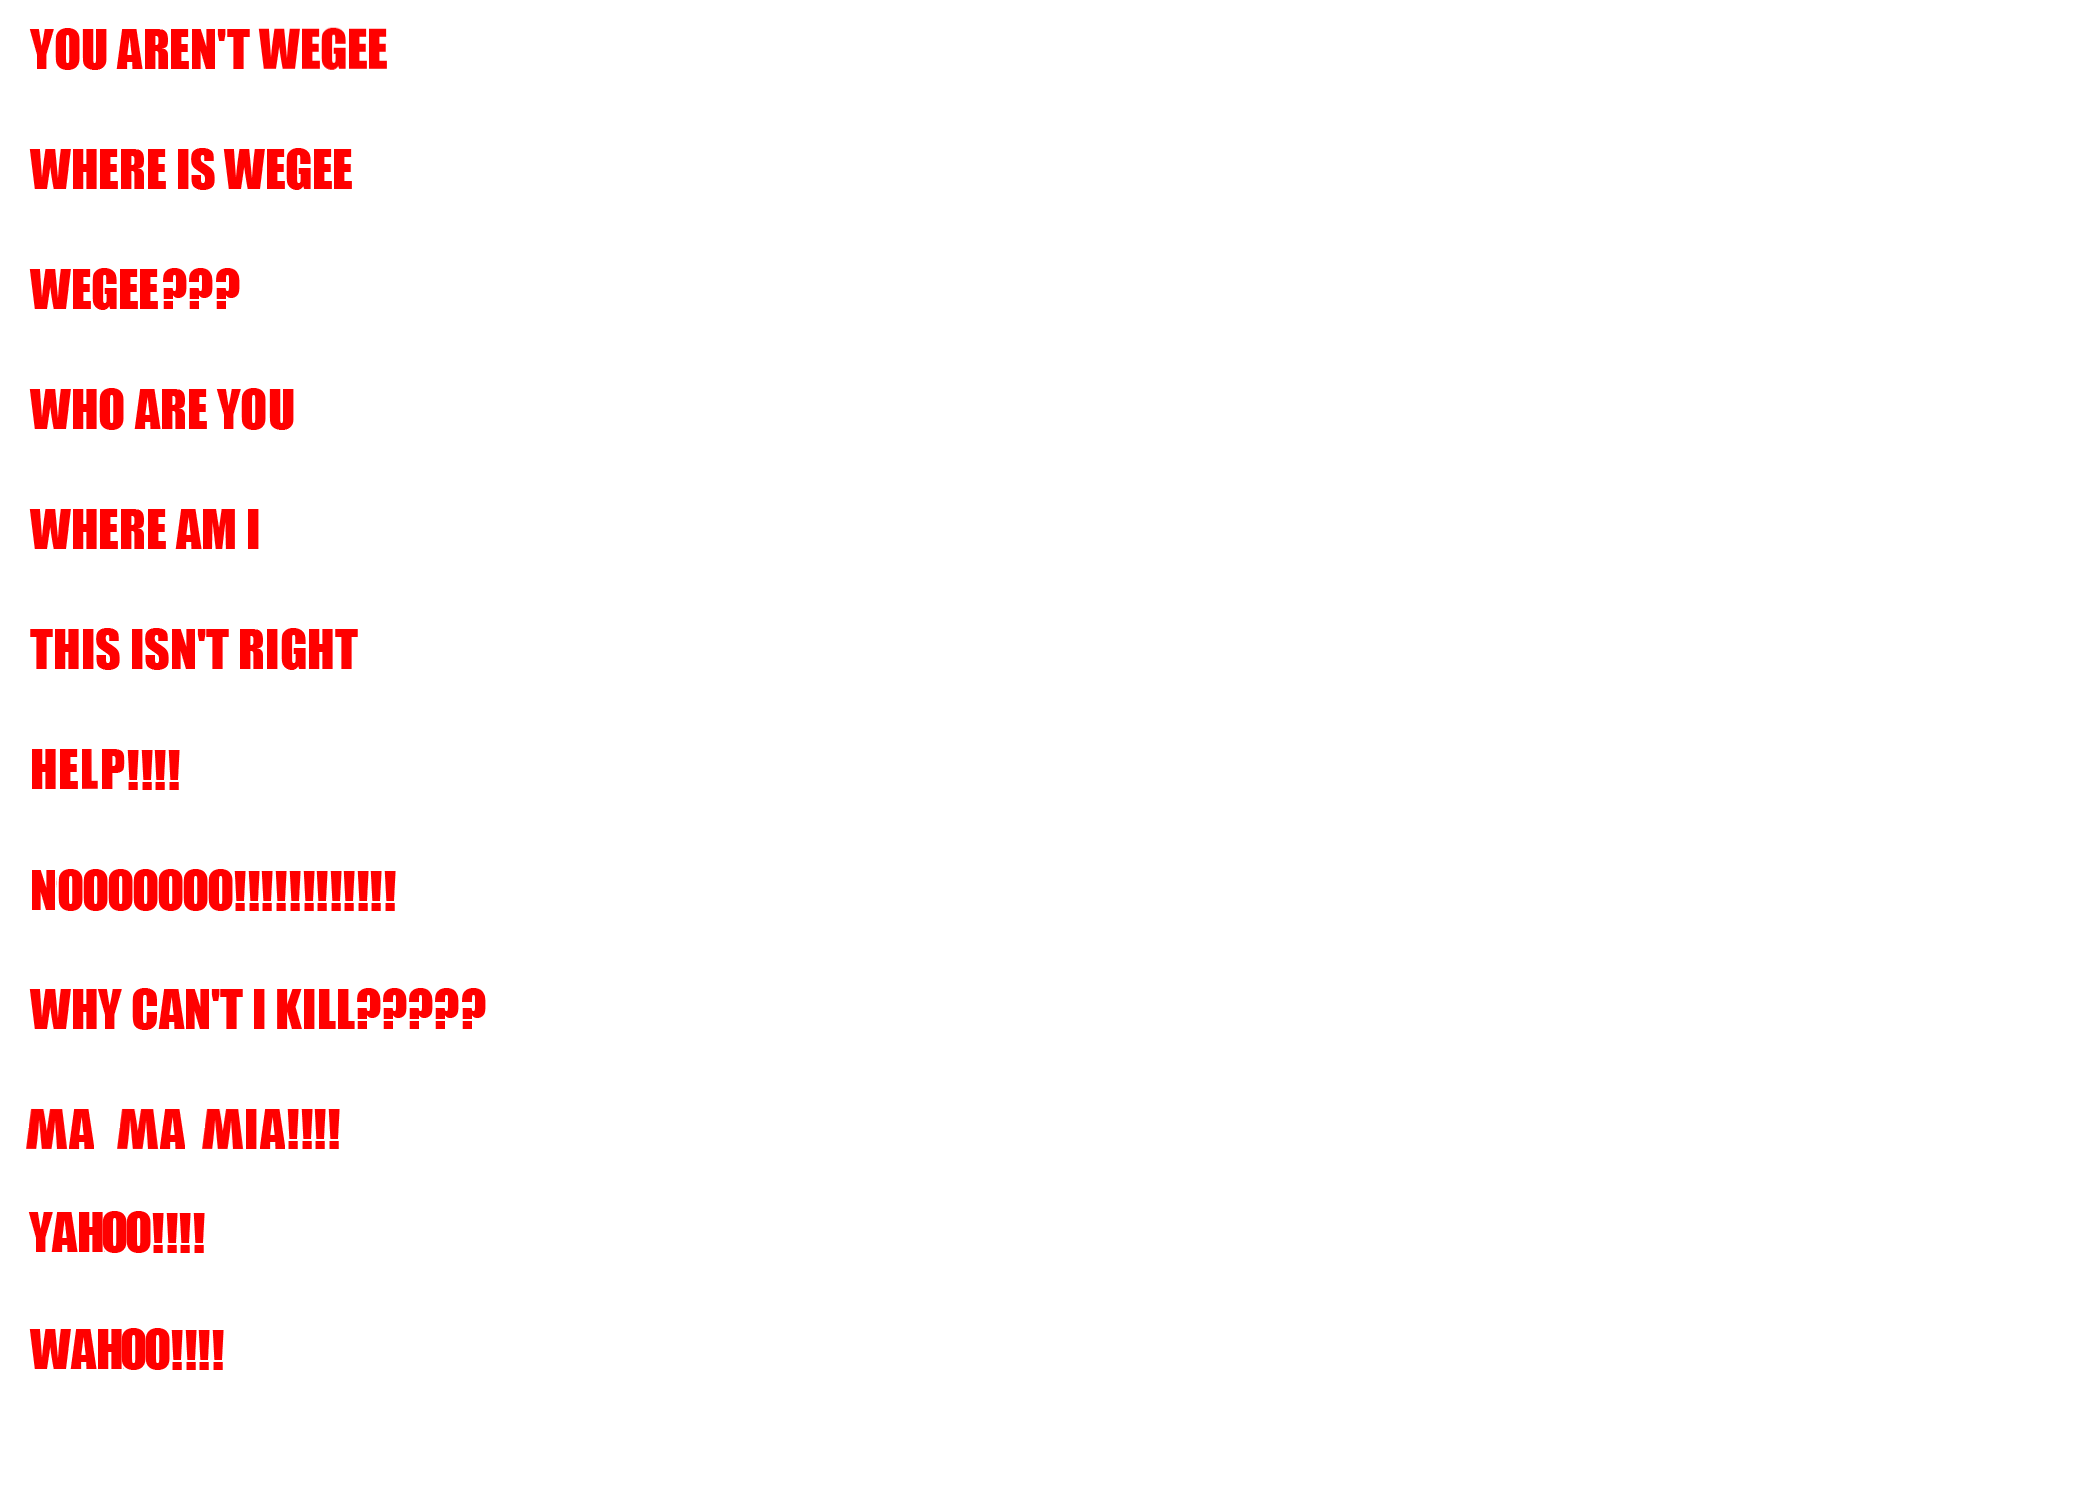 YOU AREN'T WEGEE
WHERE IS WEGEE
WEGEE???
WHO ARE YOU
WHERE AM I
THIS ISN'T RIGHT
HELP!!!!
NOOOOOOO!!!!!!!!!!!!
WHY CAN'T I KILL?????
MA MA MIA!!!!
YAHOO!!!!
WAHOO!!!!